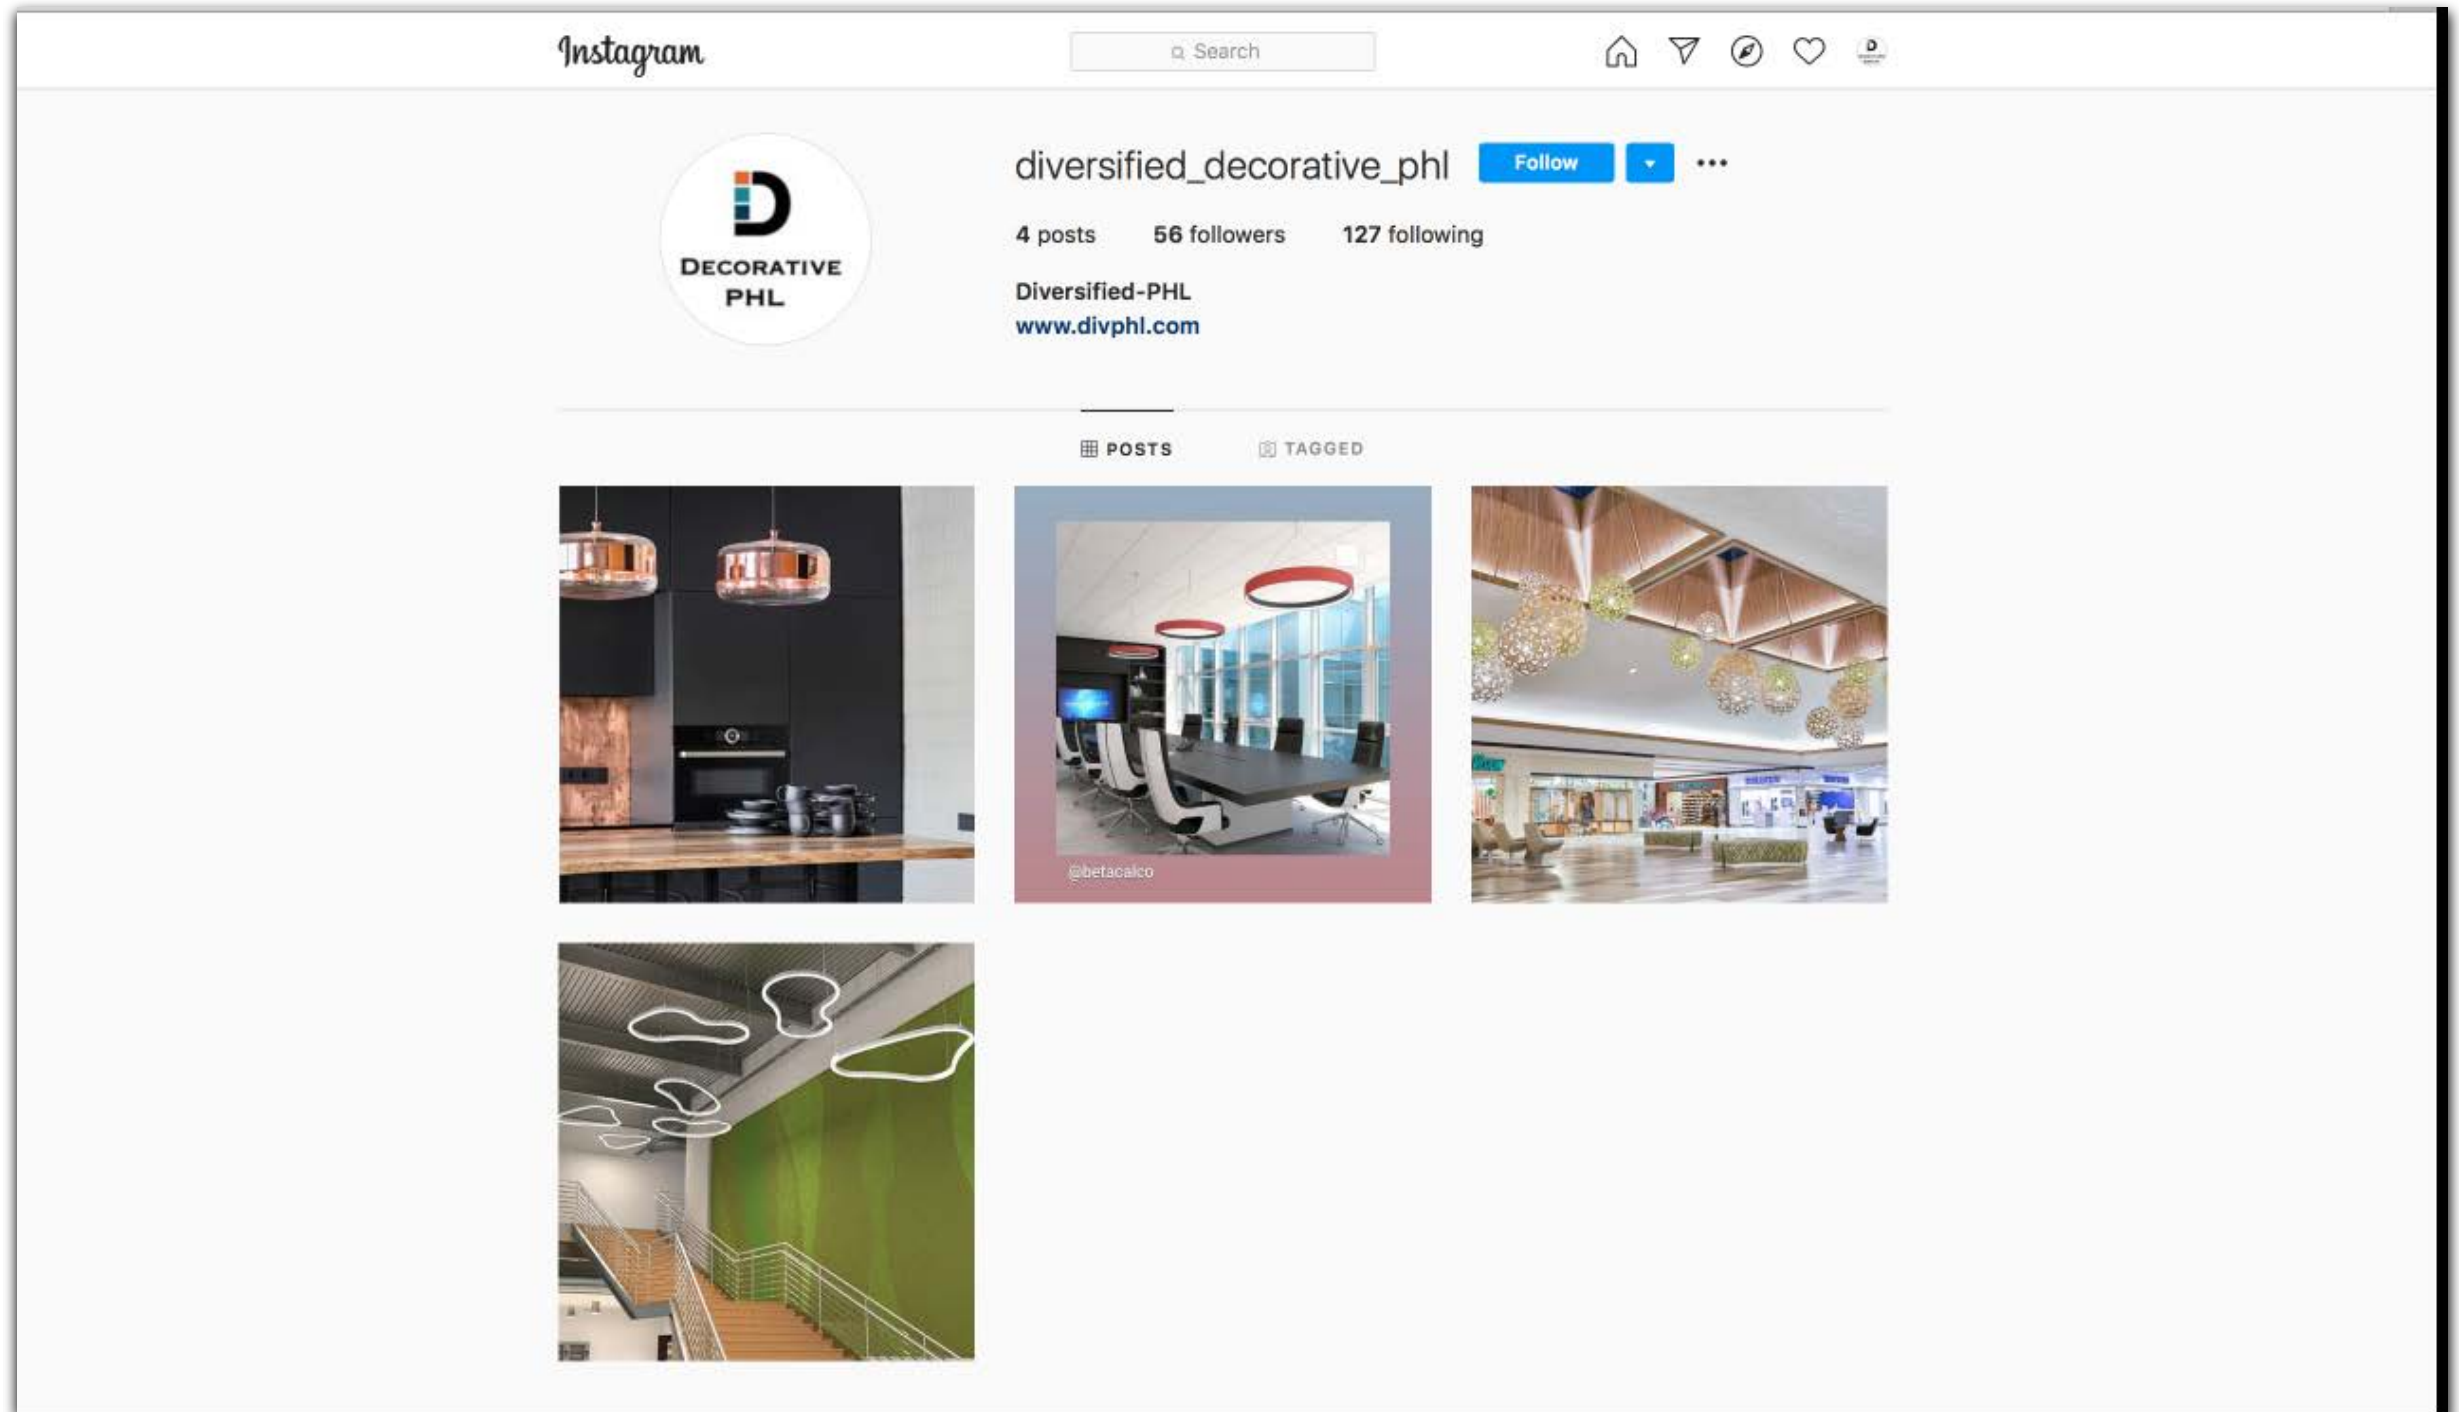 Instagram
Search
D
diversified_decorative_phl Follow
4 posts 56 followers 127 following
Diversified-PHL
www.divphl.com
D
DECORATIVE
PHL
POSTS TAGGED
@betacalco